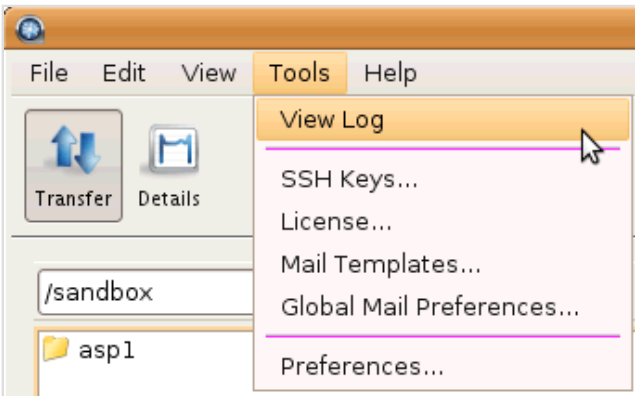 File Edit View Tools Help
View Log
SSH Keys...
License...
Mail Templates...
Global Mail Preferences...
Preferences...
Transfer Details
/sandbox
asp1